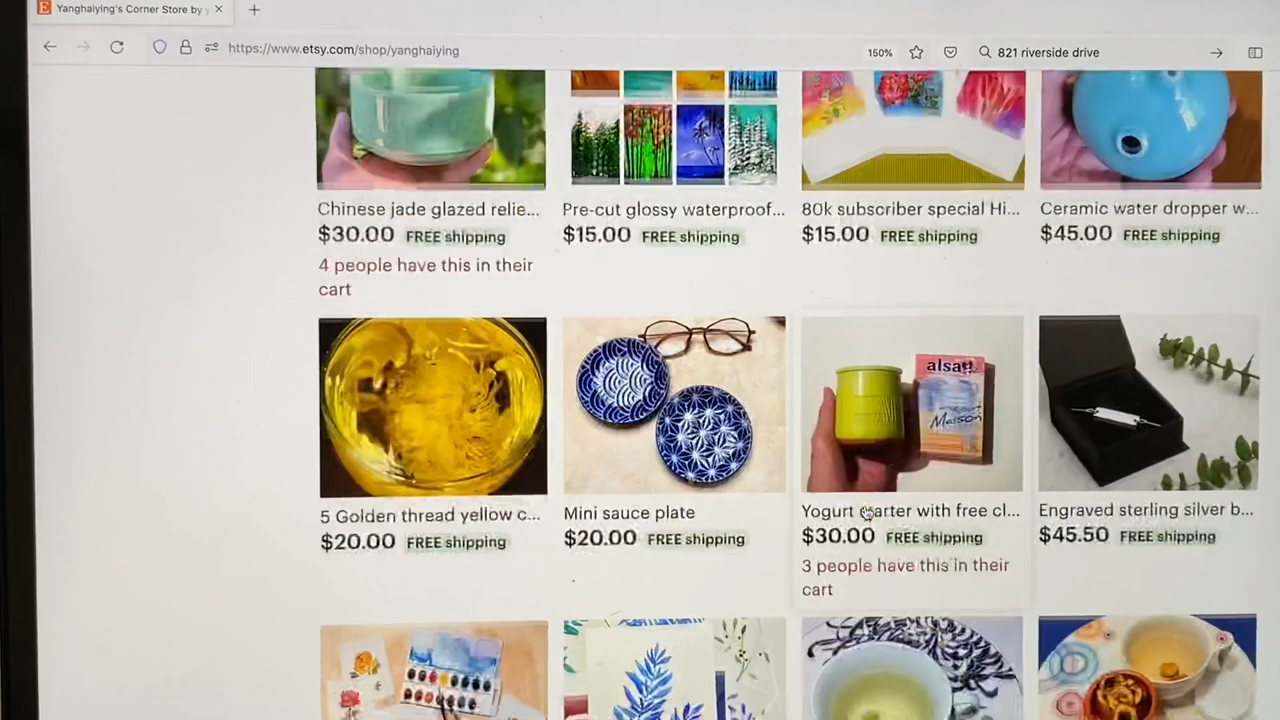 Yanghaiying's Corner Store by
https://www.etsy.com/shop/yanghaiying
150%
821 riverside drive
Chinese jade glazed relie...
Pre-cut glossy waterproof...
80k subscriber special Hi...
Ceramic water dropper w...
$30.00 FREE shipping
$15.00 FREE shipping
$15.00 FREE shipping
$45.00 FREE shipping
4 people have this in their
cart
alsa
Maison
5 Golden thread yellow c...
Mini sauce plate
Yogurt starter with free cl...
Engraved sterling silver b...
$20.00 FREE shipping
$20.00 FREE shipping
$30.00 FREE shipping
$45.50 FREE shipping
3 people have this in their
cart